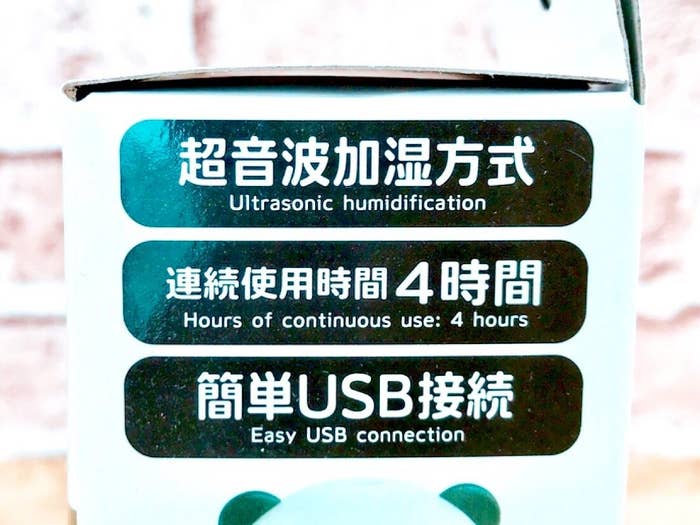 超音波加湿方式
Ultrasonic humidification
連続使用時間4時間
Hours of continuous use: 4 hours
簡単USB接続
Easy USB connection